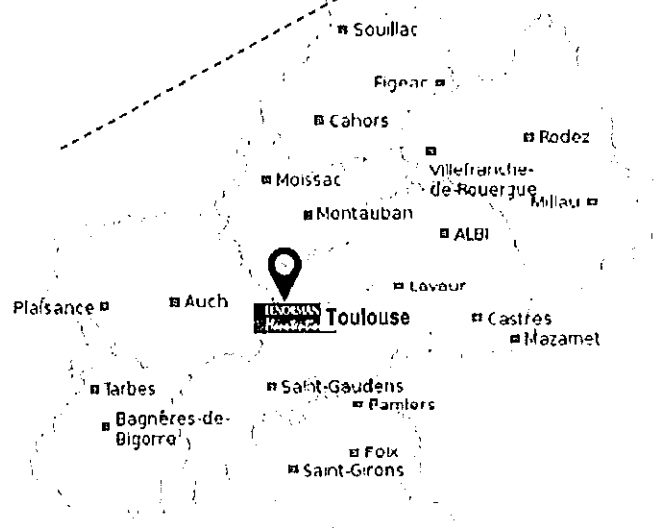 Souillac
Figeac
Cahors
Rodez
Villefranche-
de-Rouergue
Moissac
Millau
Montauban
ALBI
Lavaur
Plaisance
Auch
Toulouse
Castres
Mazamet
Tarbes
Saint-Gaudens
Pamiers
Bagnères-de-
Bigorre
Foix
Saint-Girons